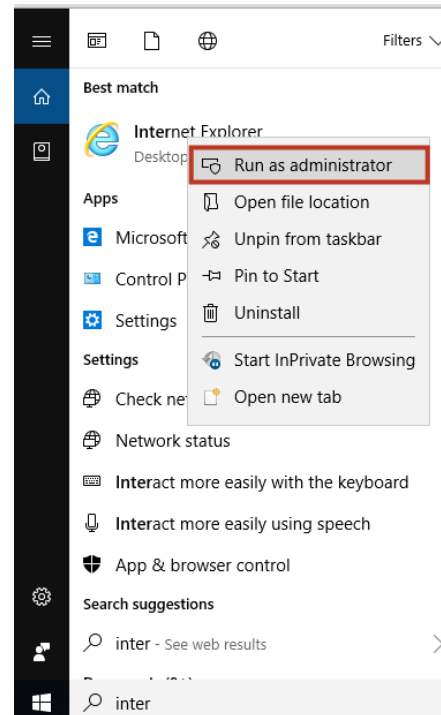 Filters
Best match
Internet Explorer
Desktop
Run as administrator
Open file location
Apps
Microsoft
Unpin from taskbar
Control P
Pin to Start
Settings
Uninstall
Settings
Start InPrivate Browsing
Check ne
Open new tab
Network status
Interact more easily with the keyboard
Interact more easily using speech
App & browser control
Search suggestions
inter - See web results
inter